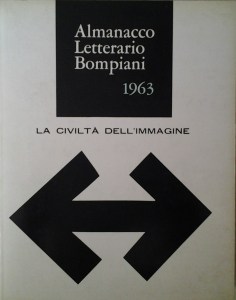 Almanacco
Letterario
Bompiani
1963
LA CIVILTÀ DELL'IMMAGINE